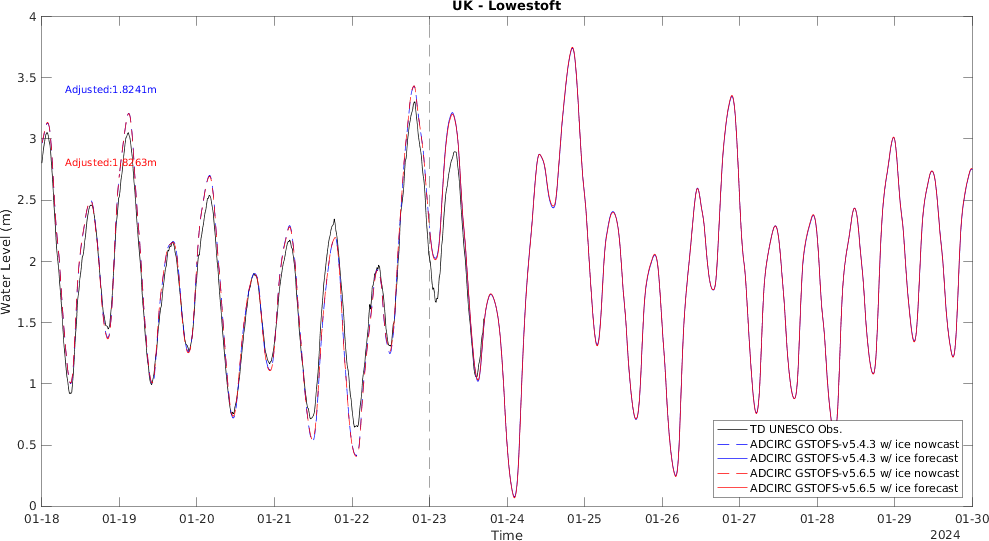 UK - Lowestoft
4
3.5
3
2.5
2
1.5
1
0.5
0
Water Level (m)
Adjusted:1.8241m
Adjusted:1.8263m
TD UNESCO Obs.
ADCIRC GSTOFS-v5.4.3 w/ ice nowcast
ADCIRC GSTOFS-v5.4.3 w/ ice forecast
ADCIRC GSTOFS-v5.6.5 w/ ice nowcast
ADCIRC GSTOFS-v5.6.5 w/ ice forecast
01-18 01-19 01-20 01-21 01-22 01-23 01-24 01-25 01-26 01-27 01-28 01-29 01-30
Time
2024